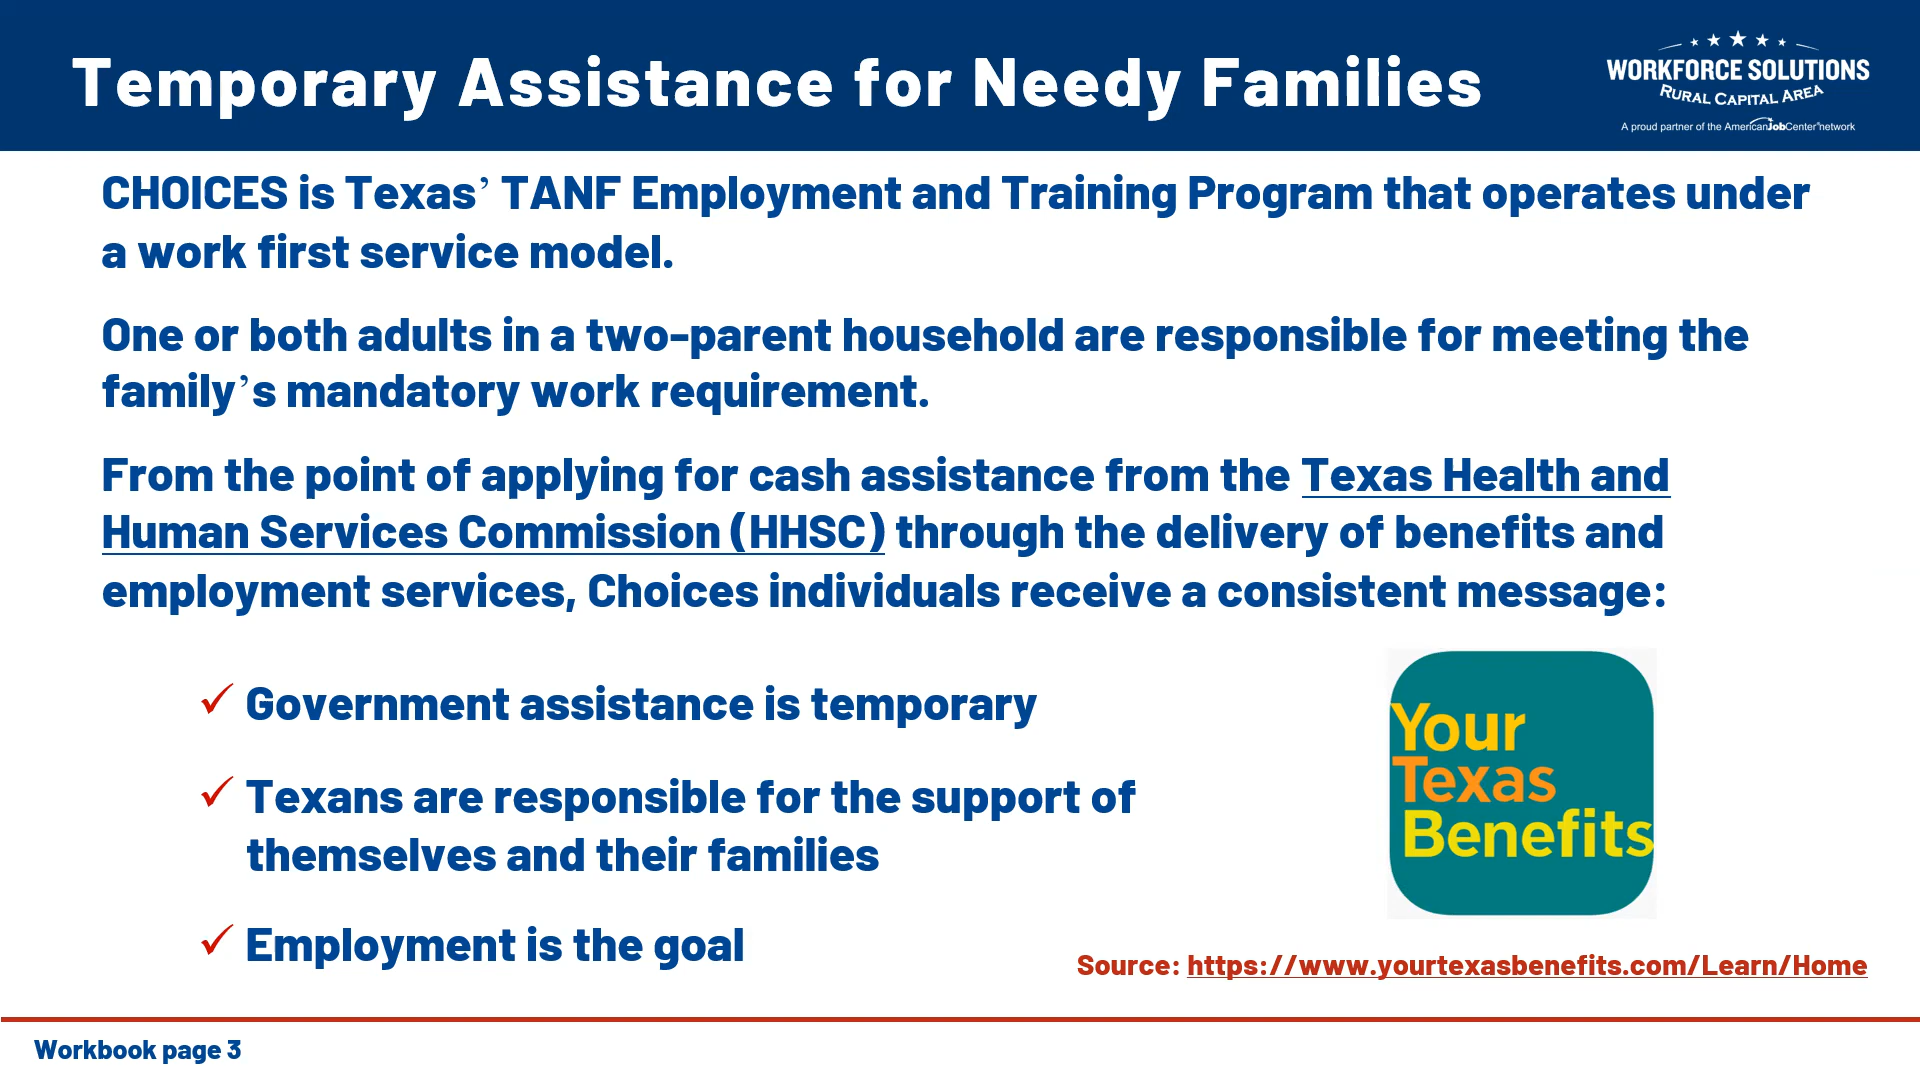 Temporary Assistance for Needy Families
WORKFORCE SOLUTIONS
RURAL CAPITAL AREA
A proud partner of the AmericanJobCenter®network
CHOICES is Texas’ TANF Employment and Training Program that operates under
a work first service model.
One or both adults in a two-parent household are responsible for meeting the
family’s mandatory work requirement.
From the point of applying for cash assistance from the Texas Health and
Human Services Commission (HHSC) through the delivery of benefits and
employment services, Choices individuals receive a consistent message:
✓ Government assistance is temporary
✓ Texans are responsible for the support of
themselves and their families
✓ Employment is the goal
Your
Texas
Benefits
Source: https://www.yourtexasbenefits.com/Learn/Home
Workbook page 3